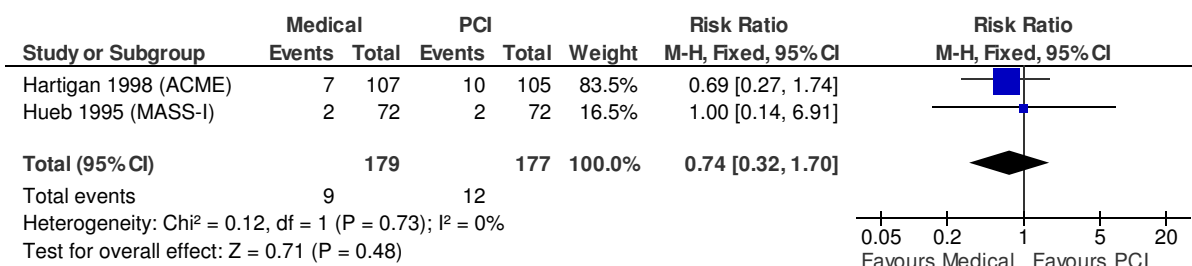 Medical PCI Risk Ratio Risk Ratio
Study or Subgroup Events Total Events Total Weight M-H, Fixed, 95% CI M-H, Fixed, 95% CI
Hartigan 1998 (ACME) 7 107 10 105 83.5% 0.69 [0.27, 1.74]
Hueb 1995 (MASS-I) 2 72 2 72 16.5% 1.00 [0.14, 6.91]
Total (95% CI) 179 177 100.0% 0.74 [0.32, 1.70]
Total events 9 12
Heterogeneity: Chi² = 0.12, df = 1 (P = 0.73); I² = 0%
Test for overall effect: Z = 0.71 (P = 0.48)
0.05 0.2 1 5 20
Favours Medical Favours PCI